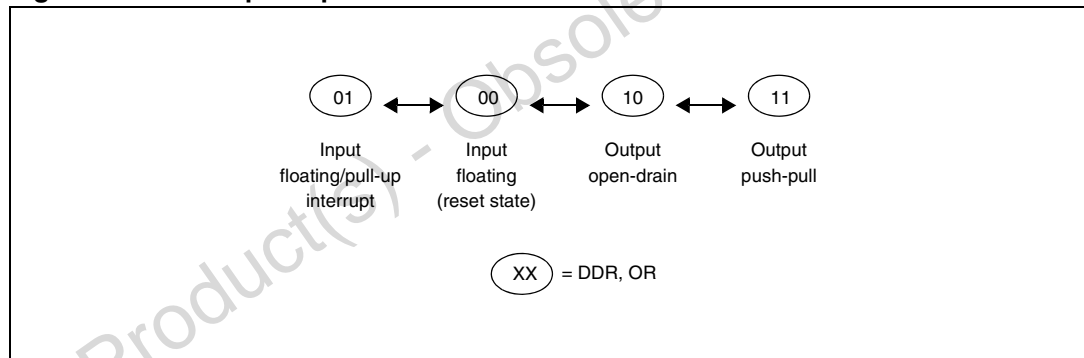 01
00
10
11
Input
floating/pull-up
interrupt
Input
floating
(reset state)
Output
open-drain
Output
push-pull
XX = DDR, OR
Product(s) - Obsole